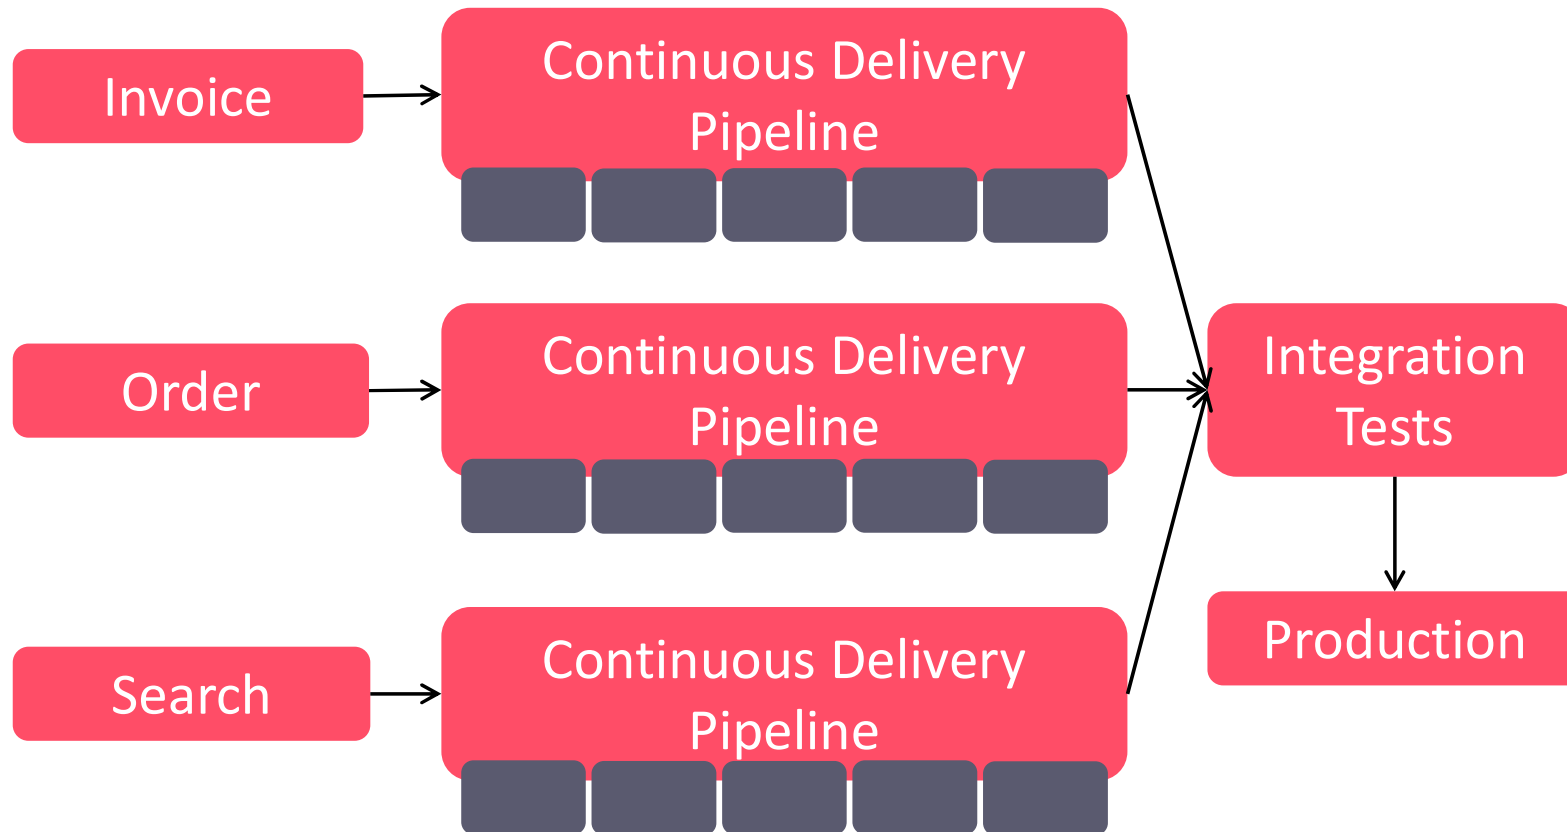 Invoice
Continuous Delivery
Pipeline
Order
Continuous Delivery
Pipeline
Integration
Tests
Search
Continuous Delivery
Pipeline
Production